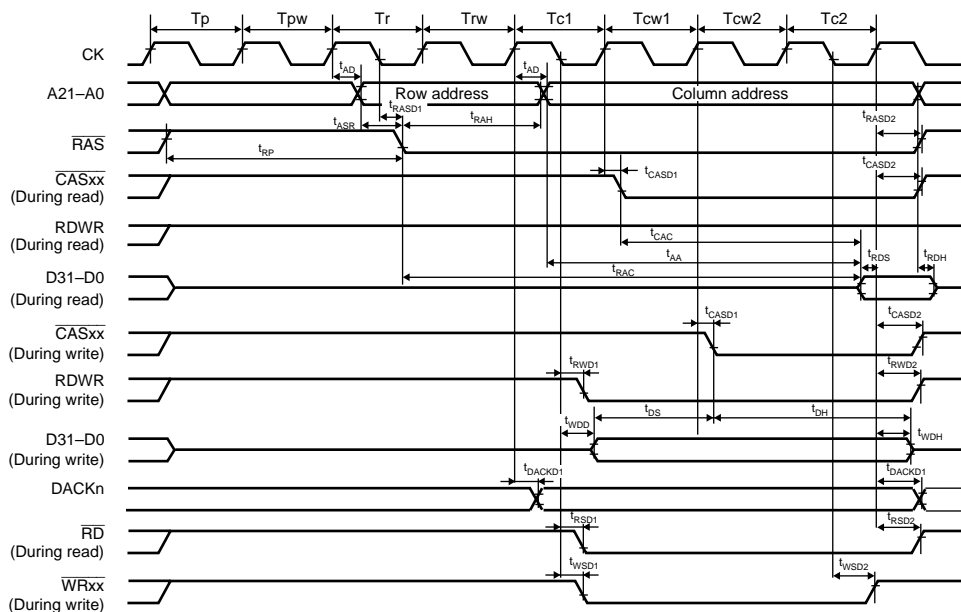 Tp Tpw Tr Trw Tc1 Tcw1 Tcw2 Tc2
CK
tAD tAD
A21–A0 Row address Column address
tRASD1 tRASD2
tASR tRAH
RAS
tRP
CASxx tCASD1 tCASD2
(During read)
RDWR
(During read)
tCAC
tAA
tRDS tRDH
D31–D0 tRAC
(During read)
tCASD1 tCASD2
CASxx
(During write)
RDWR tRWD1 tRWD2
(During write)
tDS tDH
tWDD tWDH
D31–D0
(During write)
tDACKD1 tDACKD1
DACKn
tRSD1 tRSD2
RD
(During read)
tWSD1 tWSD2
WRxx
(During write)